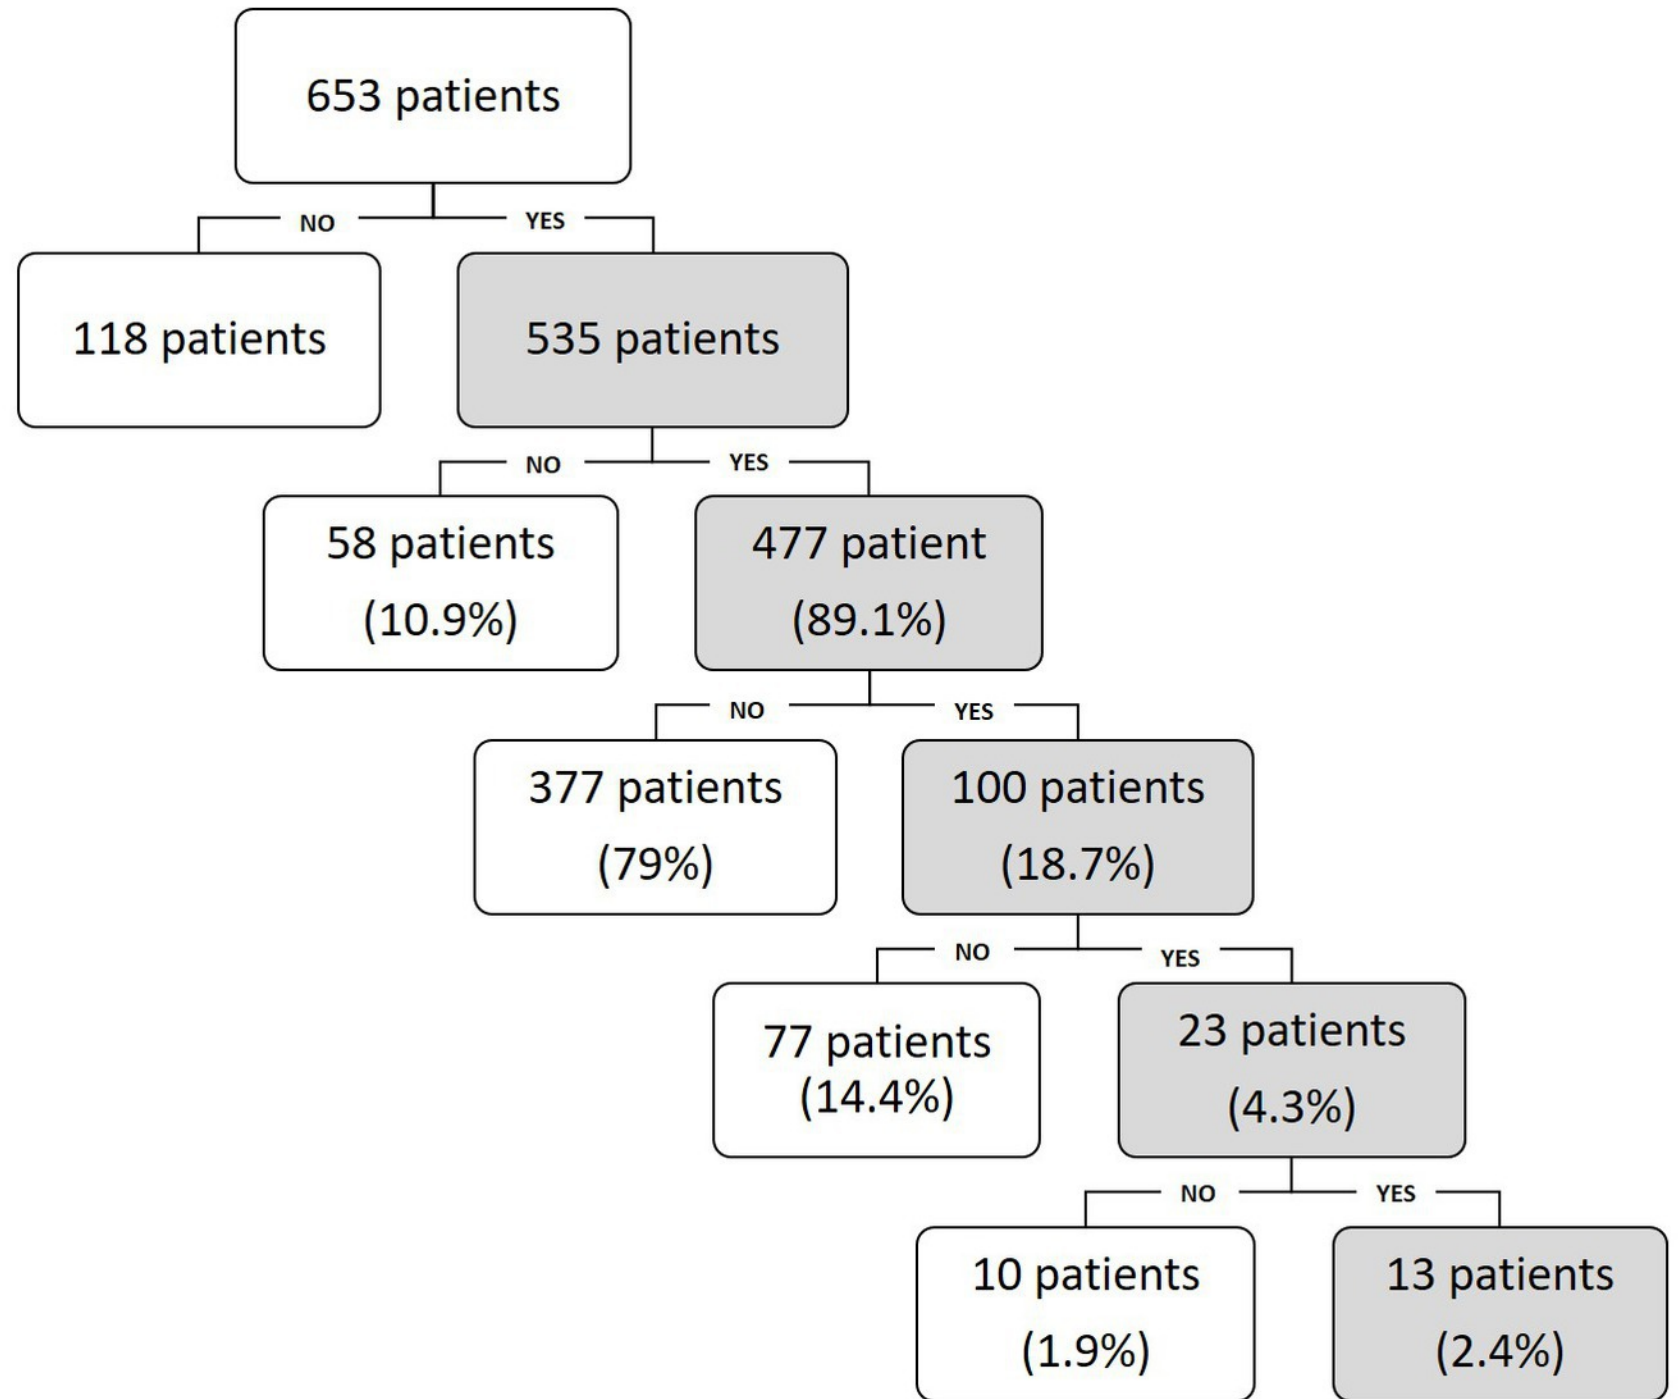 653 patients
NO
YES
118 patients
535 patients
NO
YES
58 patients
(10.9%)
477 patient
(89.1%)
NO
YES
377 patients
(79%)
100 patients
(18.7%)
NO
YES
77 patients
(14.4%)
23 patients
(4.3%)
NO
YES
10 patients
(1.9%)
13 patients
(2.4%)